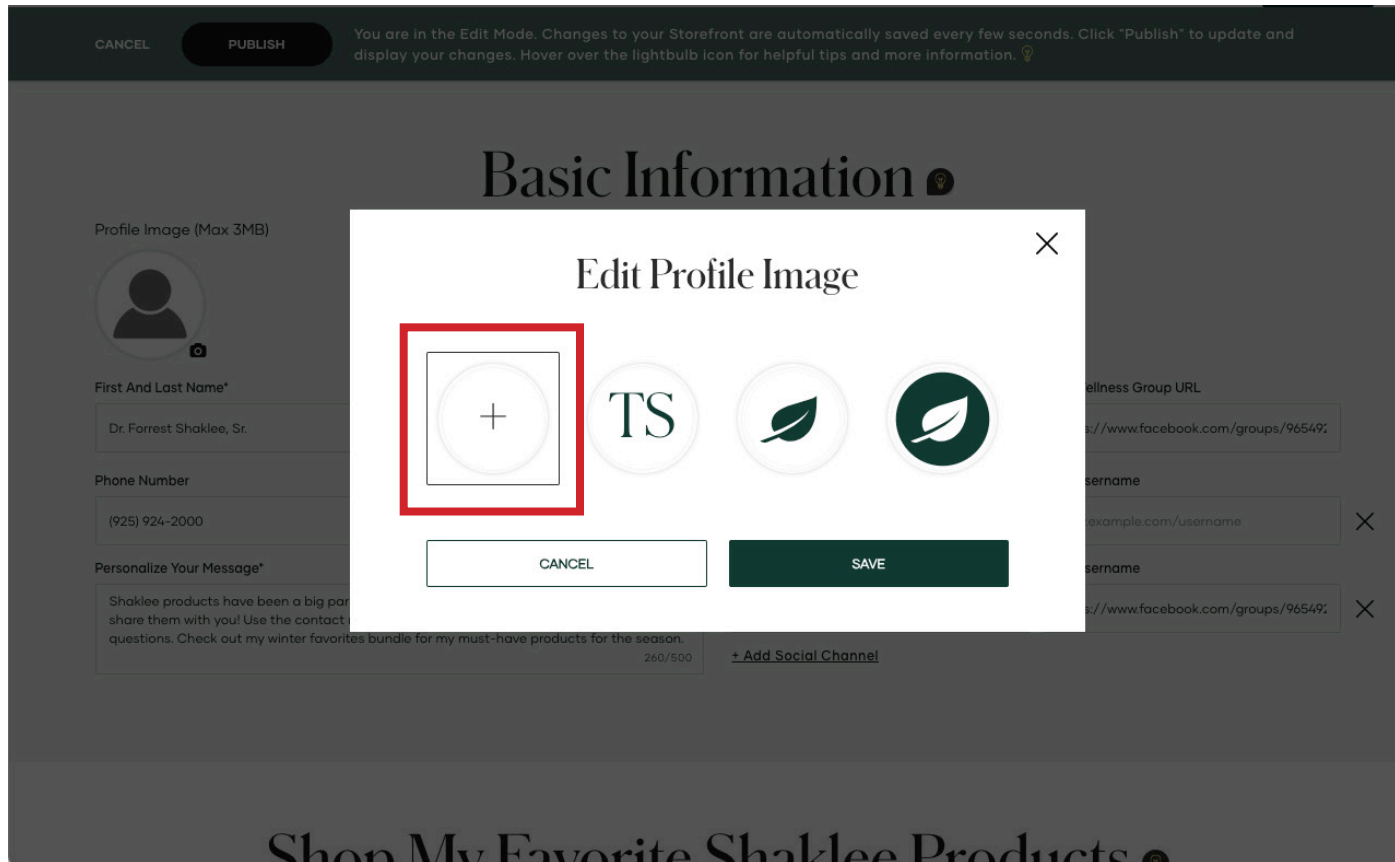 CANCEL
PUBLISH
You are in the Edit Mode. Changes to your Storefront are automatically saved every few seconds. Click "Publish" to update and
display your changes. Hover over the lightbulb icon for helpful tips and more information.
Basic Information
Profile Image (Max 3MB)
Edit Profile Image
TS
CANCEL
SAVE
First And Last Name*
Dr. Forrest Shaklee, Sr.
Phone Number
(925) 924-2000
Personalize Your Message*
Shaklee products have been a big par
share them with you! Use the contact
questions. Check out my winter favorites bundle for my must-have products for the season.
260/500
ellness Group URL
s://www.facebook.com/groups/965492
sername
example.com/username
sername
s://www.facebook.com/groups/965492
+ Add Social Channel
Shop My Favorite Shaklee Products